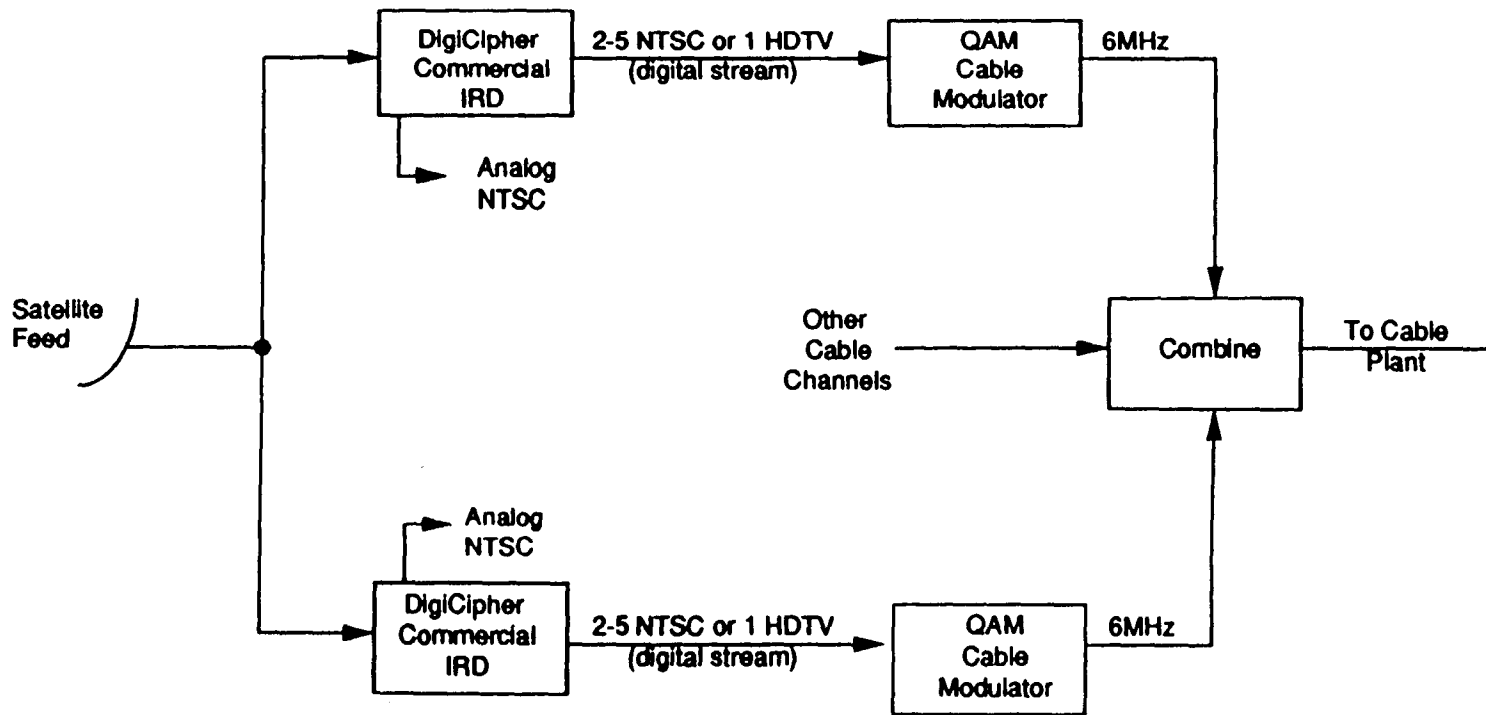 DigiCipher
Commercial
IRD
2-5 NTSC or 1 HDTV
(digital stream)
QAM
Cable
Modulator
6MHz
Analog
NTSC
Satellite
Feed
Other
Cable
Channels
Combine
To Cable
Plant
Analog
NTSC
DigiCipher
Commercial
IRD
2-5 NTSC or 1 HDTV
(digital stream)
QAM
Cable
Modulator
6MHz